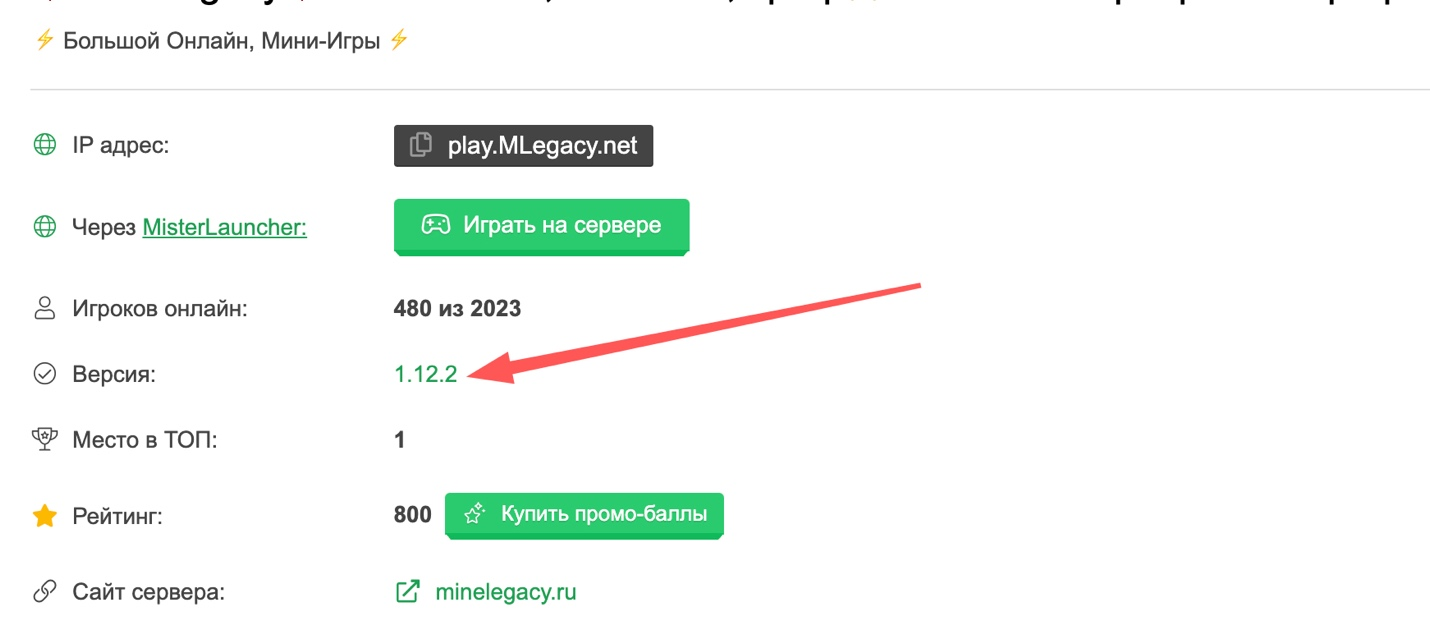 ⚡ Большой Онлайн, Мини-Игры ⚡
IP адрес: play.MLegacy.net
Через MisterLauncher: Играть на сервере
Игроков онлайн: 480 из 2023
Версия: 1.12.2
Место в ТОП: 1
Рейтинг: 800 Купить промо-баллы
Сайт сервера: minelegacy.ru